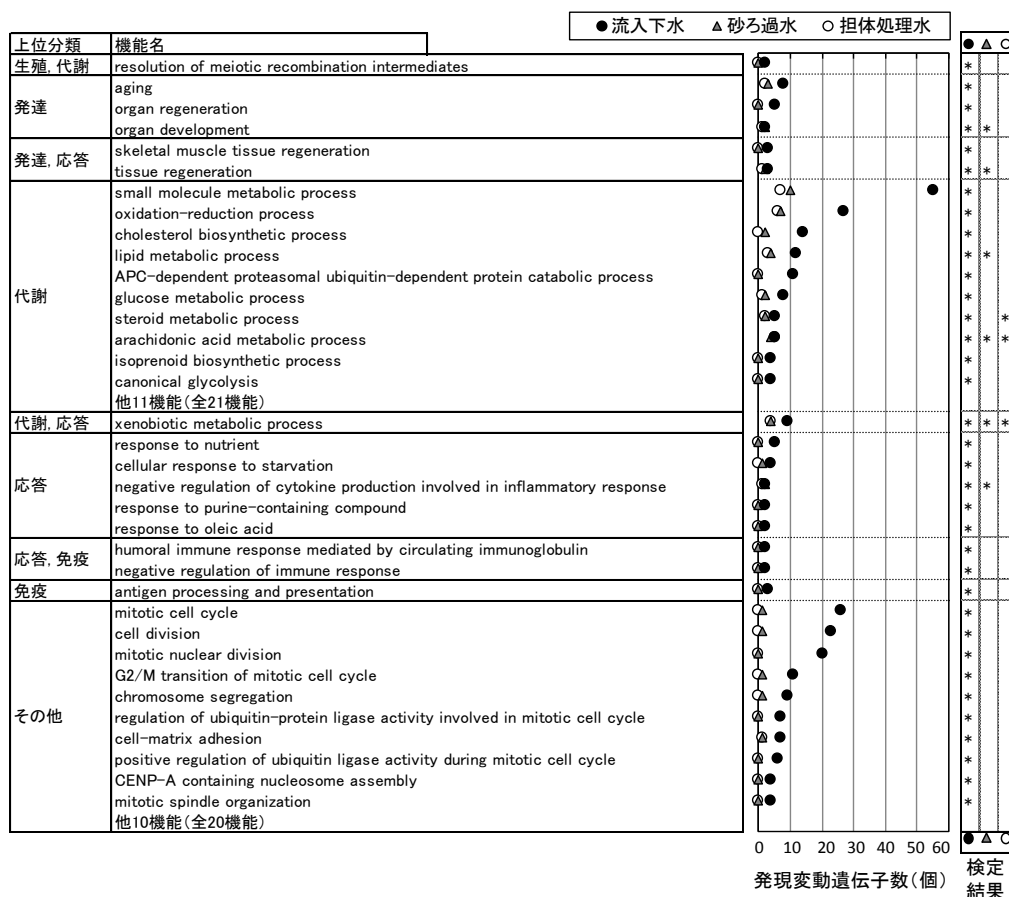 ●流入下水 ▲砂ろ過水 ○担体処理水
上位分類 機能名 ● ▲ ○
生殖, 代謝 resolution of meiotic recombination intermediates *
発達
aging *
organ regeneration *
organ development * *
発達, 応答
skeletal muscle tissue regeneration *
tissue regeneration * *
代謝
small molecule metabolic process *
oxidation-reduction process *
cholesterol biosynthetic process *
lipid metabolic process * *
APC-dependent proteasomal ubiquitin-dependent protein catabolic process *
glucose metabolic process *
steroid metabolic process * *
arachidonic acid metabolic process * * *
isoprenoid biosynthetic process *
canonical glycolysis *
他11機能(全21機能)
代謝, 応答 xenobiotic metabolic process * * *
応答
response to nutrient *
cellular response to starvation *
negative regulation of cytokine production involved in inflammatory response * *
response to purine-containing compound *
response to oleic acid *
応答, 免疫
humoral immune response mediated by circulating immunoglobulin *
negative regulation of immune response *
免疫 antigen processing and presentation *
その他
mitotic cell cycle *
cell division *
mitotic nuclear division *
G2/M transition of mitotic cell cycle *
chromosome segregation *
regulation of ubiquitin-protein ligase activity involved in mitotic cell cycle *
cell-matrix adhesion *
positive regulation of ubiquitin ligase activity during mitotic cell cycle *
CENP-A containing nucleosome assembly *
mitotic spindle organization *
他10機能(全20機能)
● ▲ ○
0 10 20 30 40 50 60
発現変動遺伝子数(個)
検定
結果